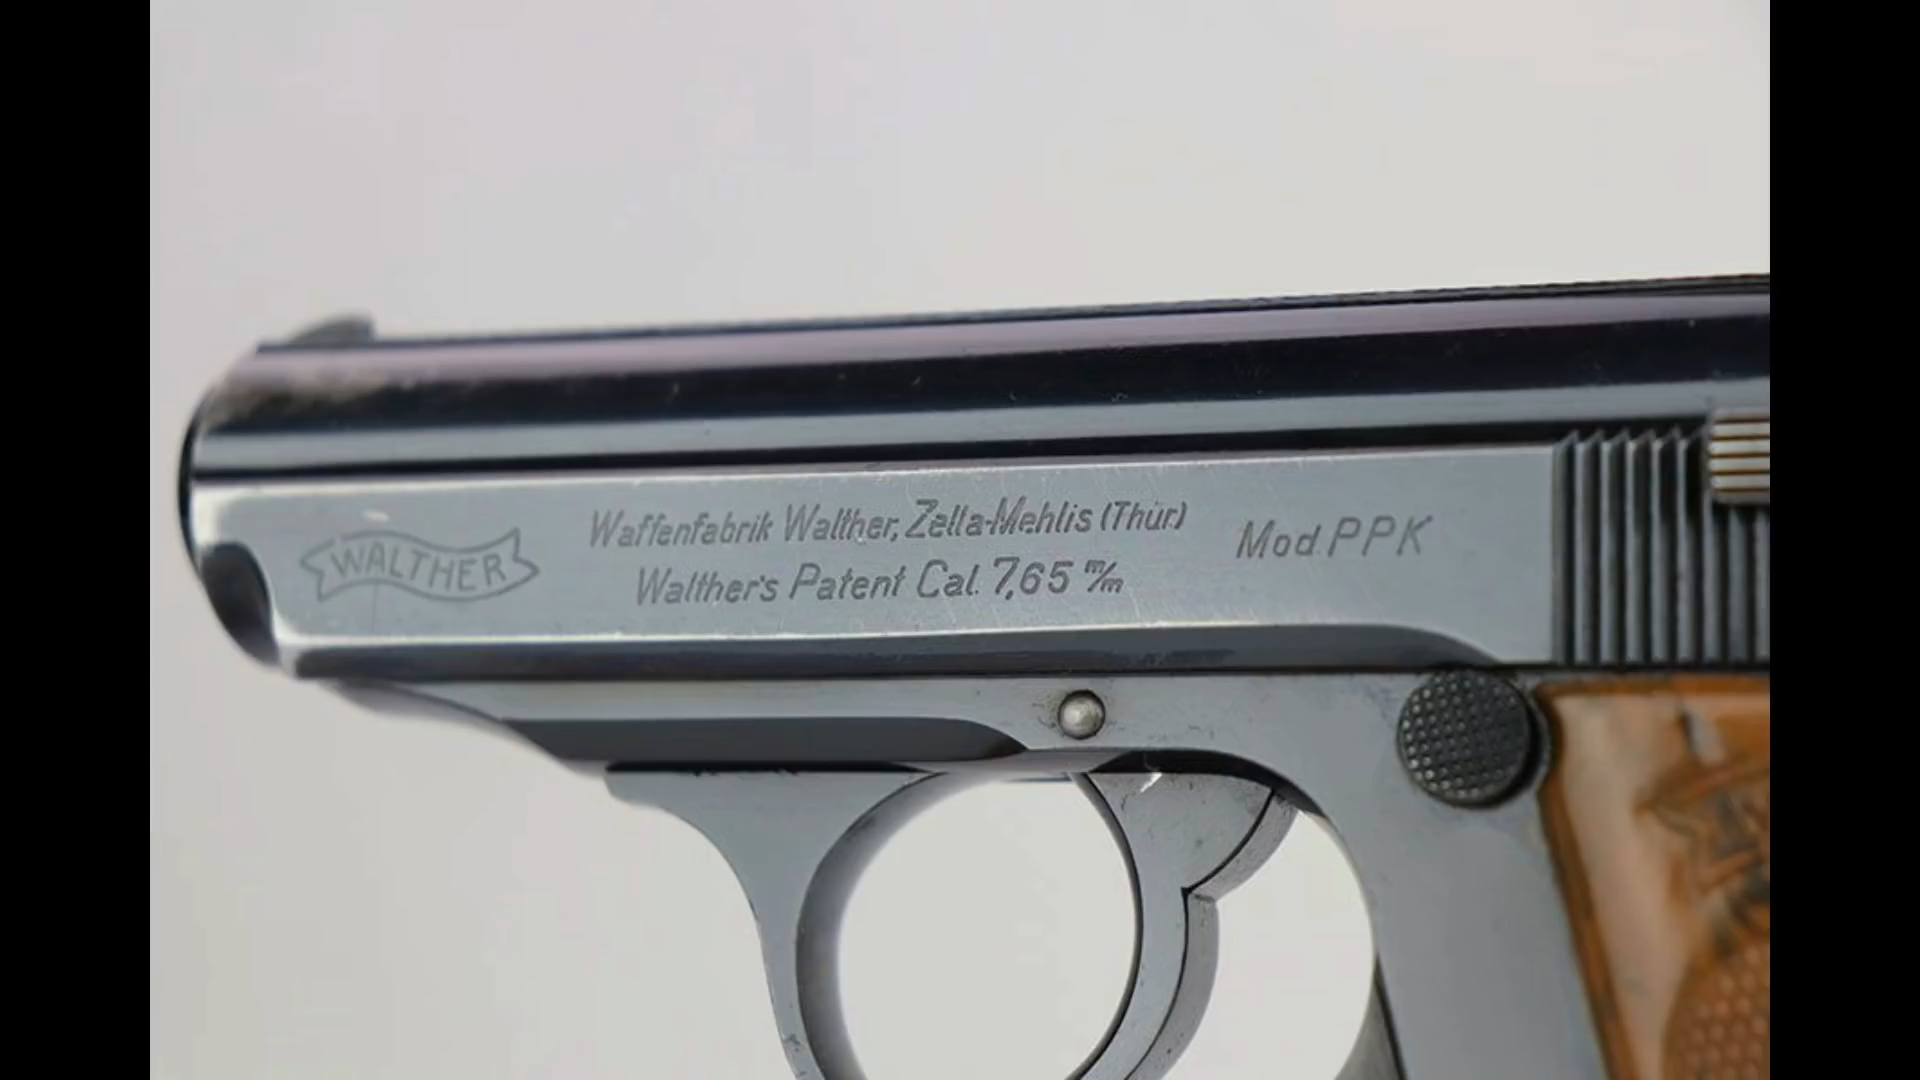 WALTHER
Waffenfabrik Walther, Zella-Mehlis (Thür.)
Walther's Patent Cal. 7,65 m/m
Mod PPK